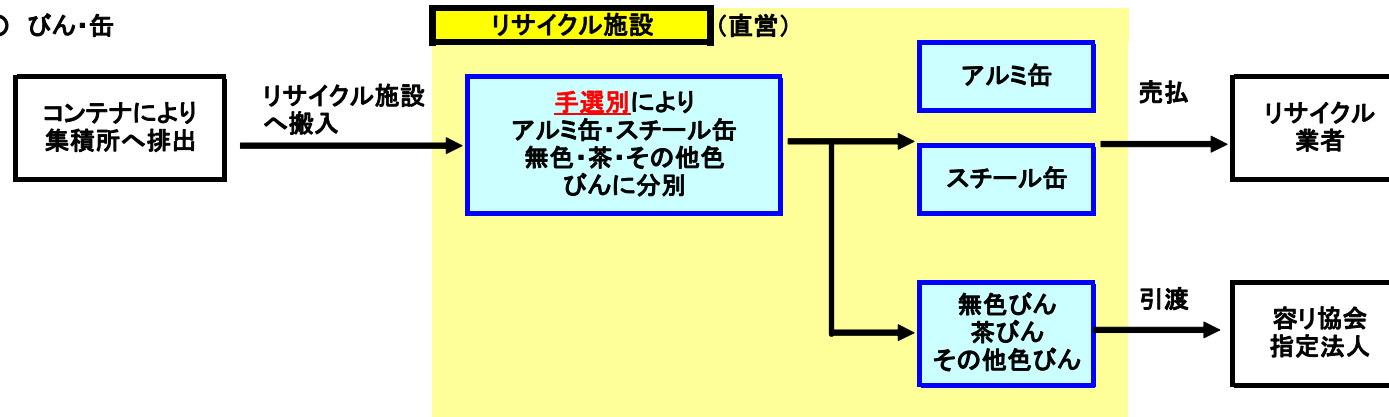 びん・缶
リサイクル施設
(直営)
コンテナにより
集積所へ排出
リサイクル施設
へ搬入
手選別により
アルミ缶・スチール缶
無色・茶・その他色
びんに分別
アルミ缶
スチール缶
売払
リサイクル
業者
無色びん
茶びん
その他色びん
引渡
容リ協会
指定法人